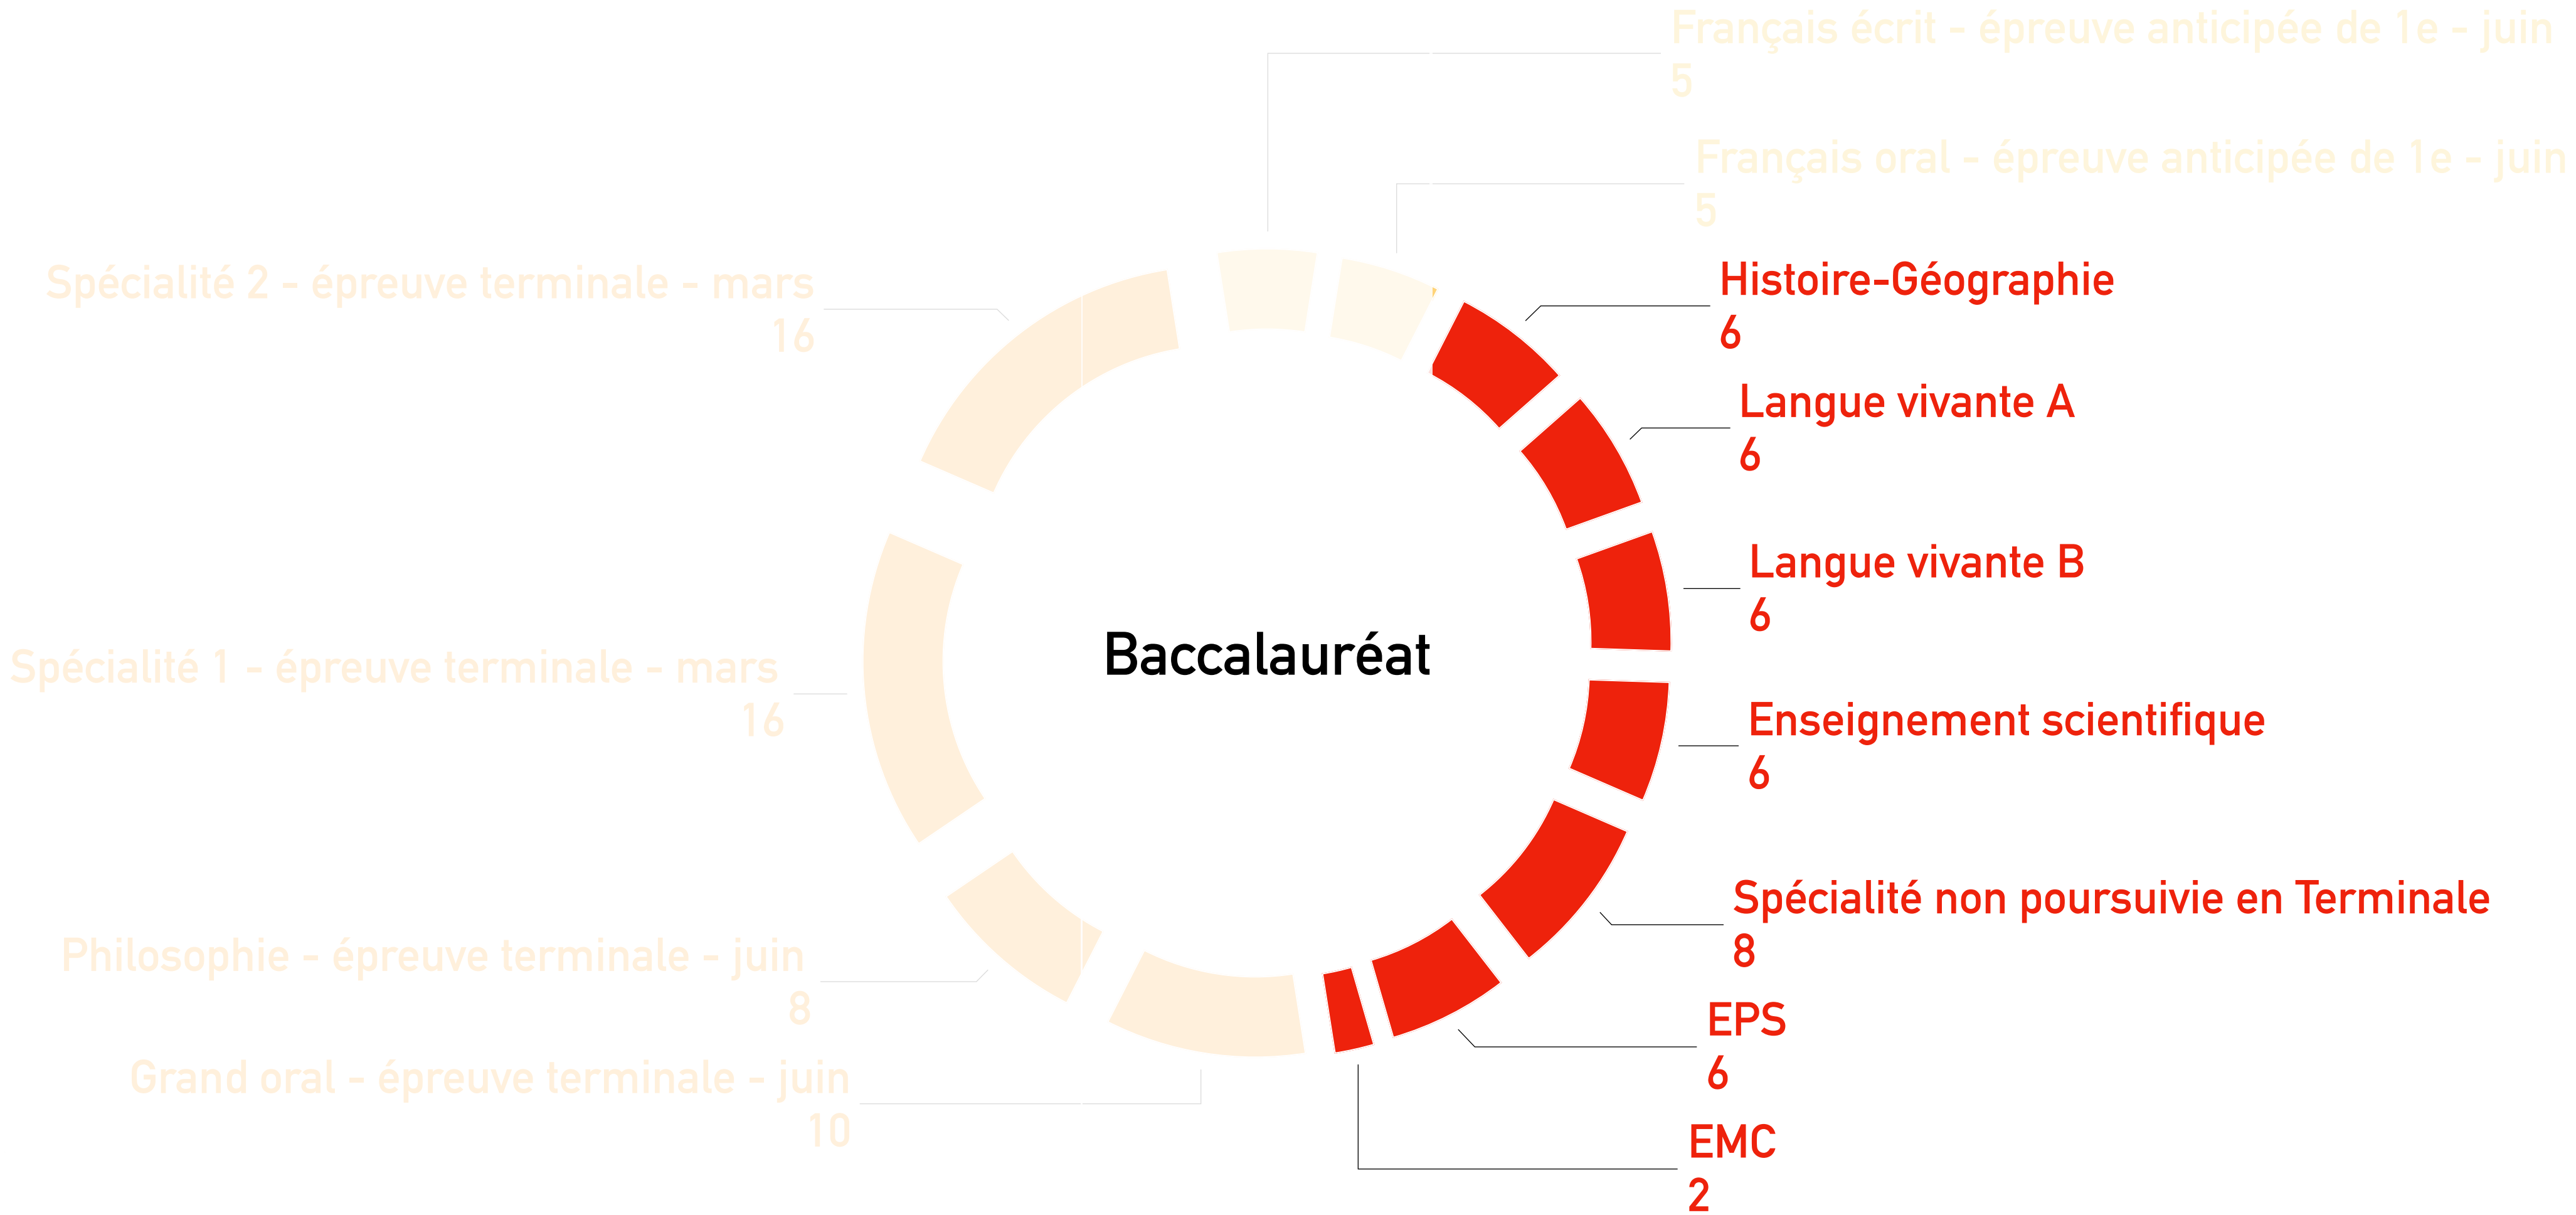 Français écrit - épreuve anticipée de 1e - juin
5
Français oral - épreuve anticipée de 1e - juin
5
Histoire-Géographie
6
Langue vivante A
6
Langue vivante B
6
Enseignement scientifique
6
Spécialité non poursuivie en Terminale
8
EPS
6
EMC
2
Grand oral - épreuve terminale - juin
10
Philosophie - épreuve terminale - juin
8
Spécialité 1 - épreuve terminale - mars
16
Spécialité 2 - épreuve terminale - mars
16
Baccalauréat